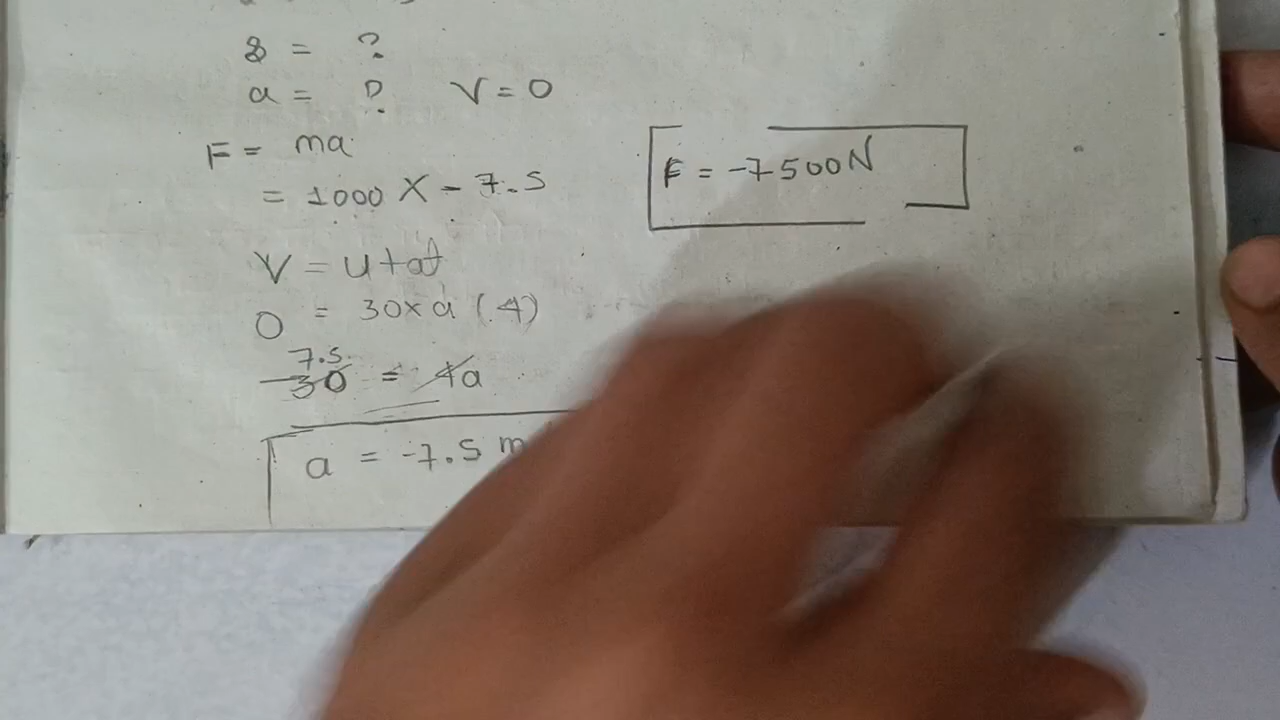 s = ?
a = ? V = 0
F = ma
= 1000 X - 7.5
F = -7500N
V = u + at
0 = 30 x a (4)
7.5
-30 = 4a
a = -7.5 m